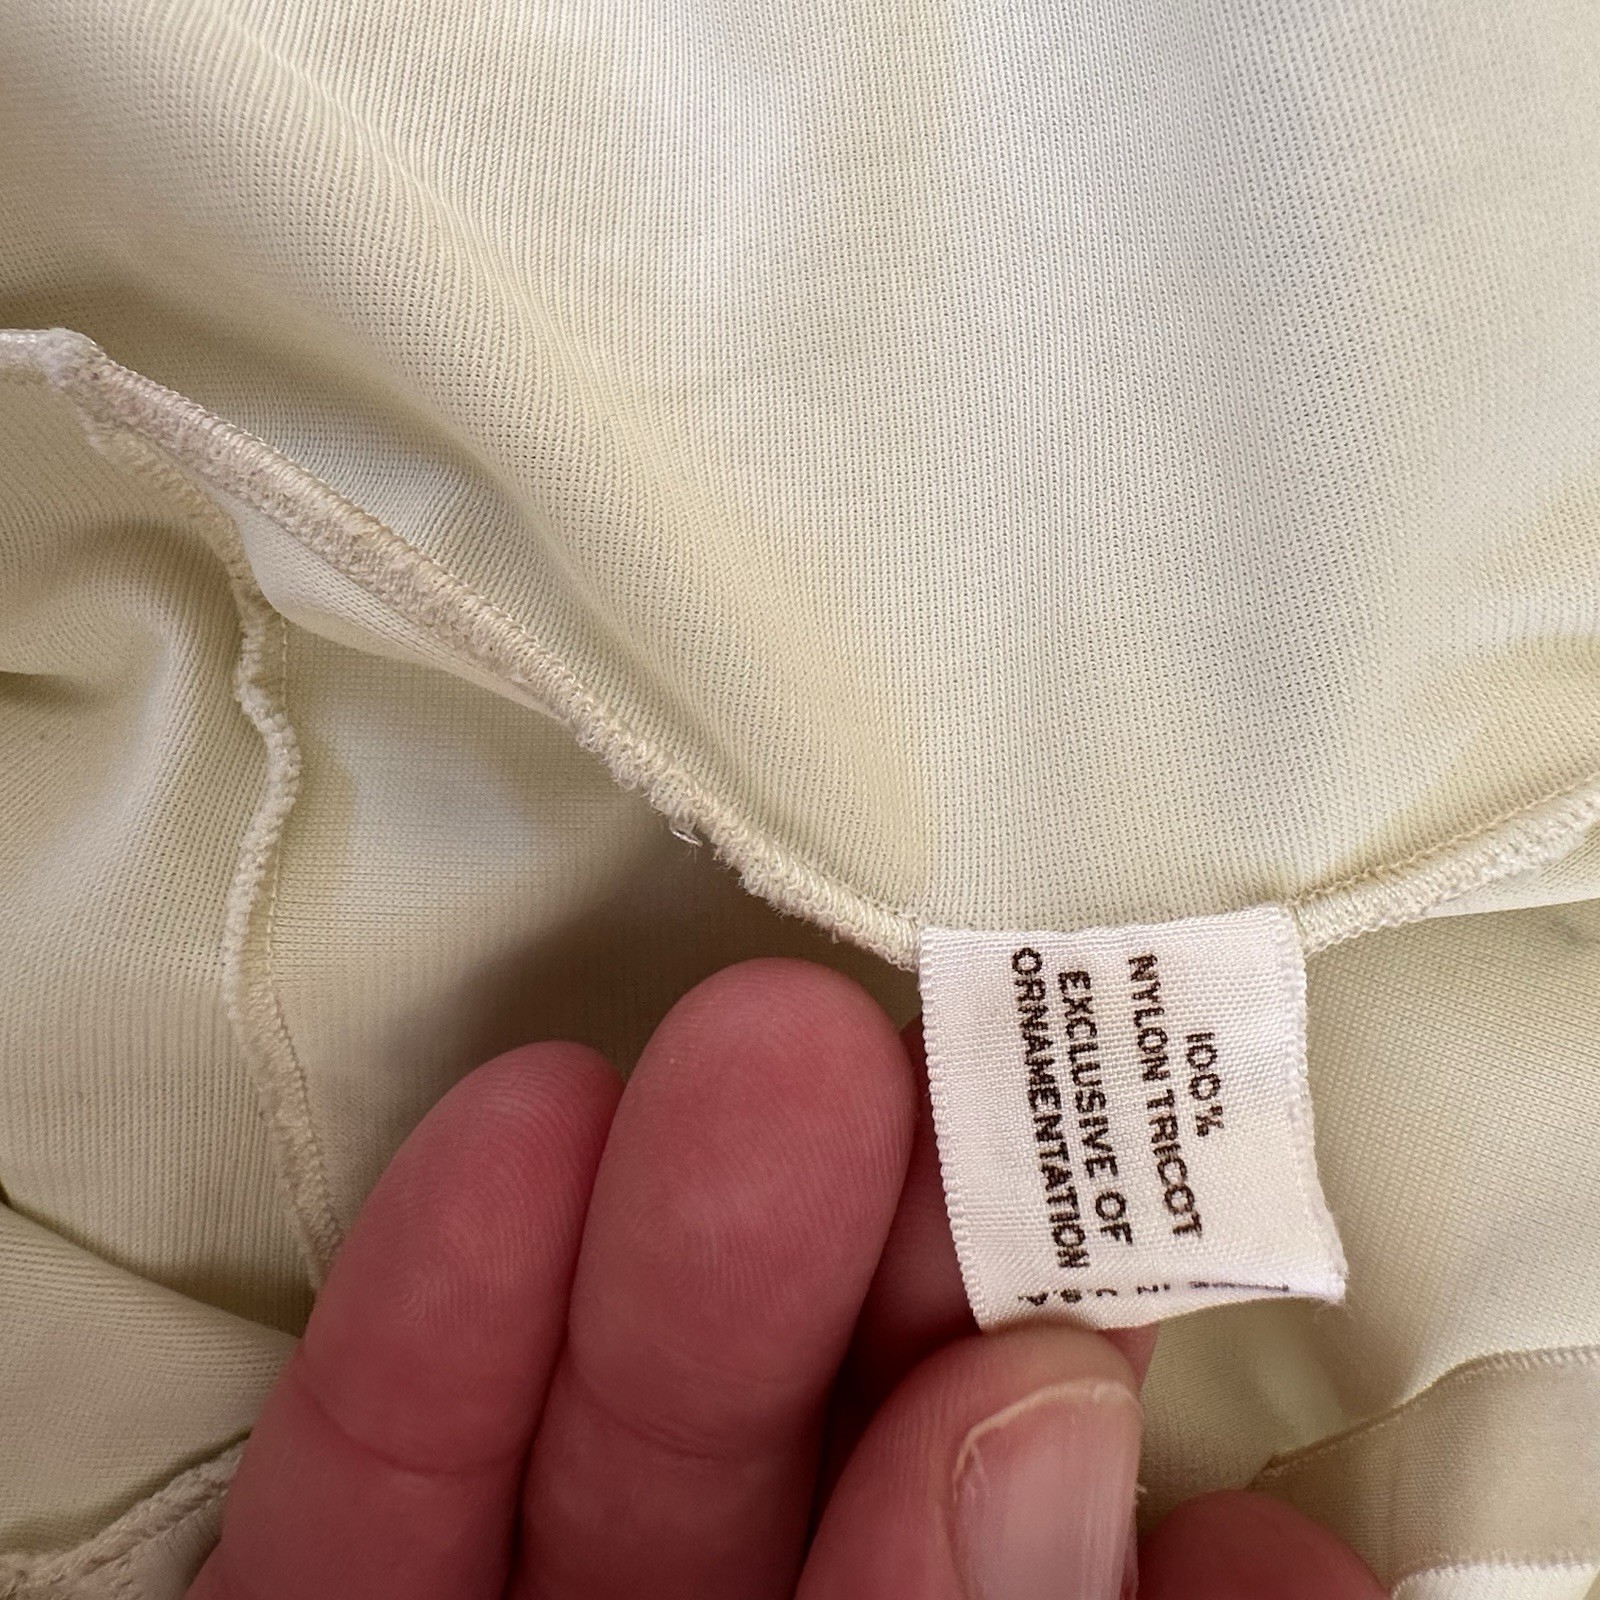 100%
NYLON TRICOT
EXCLUSIVE OF
ORNAMENTATION